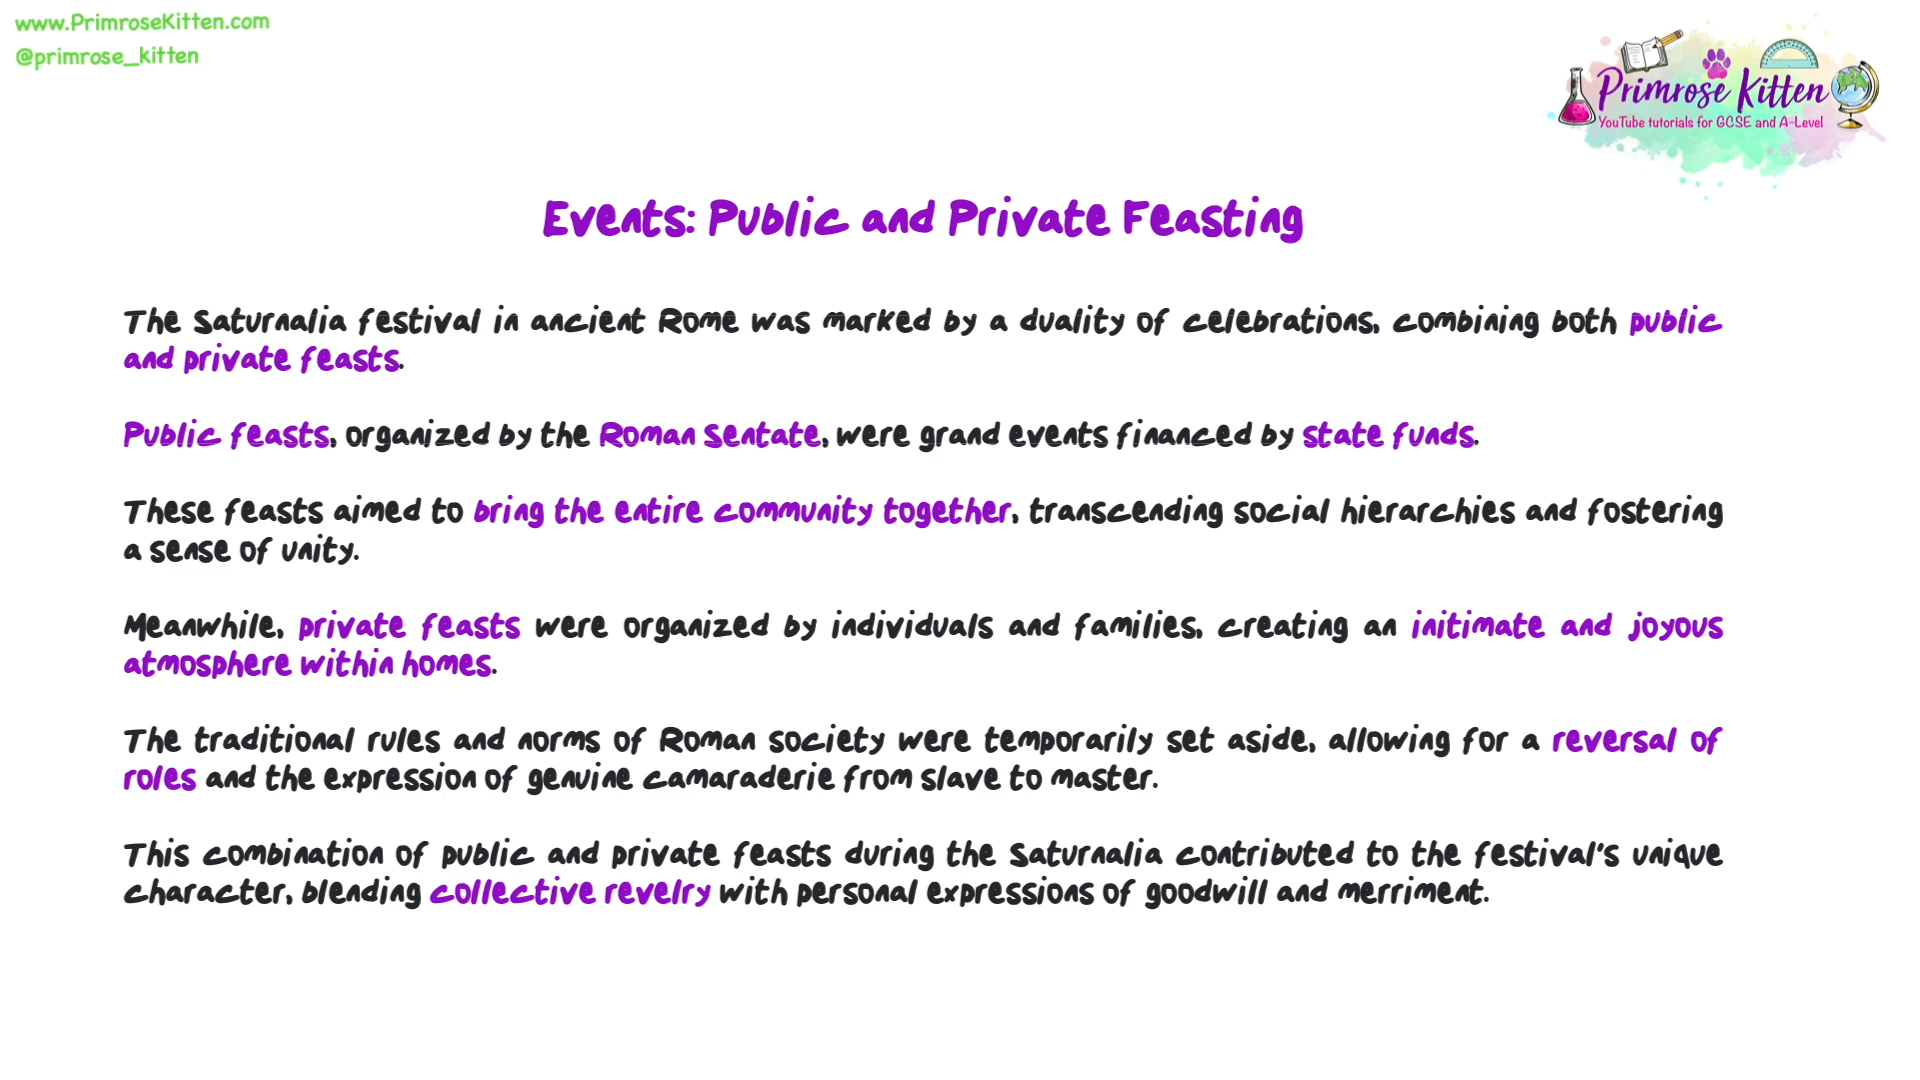 www.PrimroseKitten.com
@primrose_kitten
Primrose Kitten
YouTube tutorials for GCSE and A-Level
Events: Public and Private Feasting
The Saturnalia festival in ancient Rome was marked by a duality of celebrations, combining both public
and private feasts.
Public feasts, organized by the Roman Sentate, were grand events financed by state funds.
These feasts aimed to bring the entire community together, transcending social hierarchies and fostering
a sense of unity.
Meanwhile, private feasts were organized by individuals and families, creating an initimate and joyous
atmosphere within homes.
The traditional rules and norms of Roman society were temporarily set aside, allowing for a reversal of
roles and the expression of genuine camaraderie from slave to master.
This combination of public and private feasts during the Saturnalia contributed to the festival's unique
character, blending collective revelry with personal expressions of goodwill and merriment.